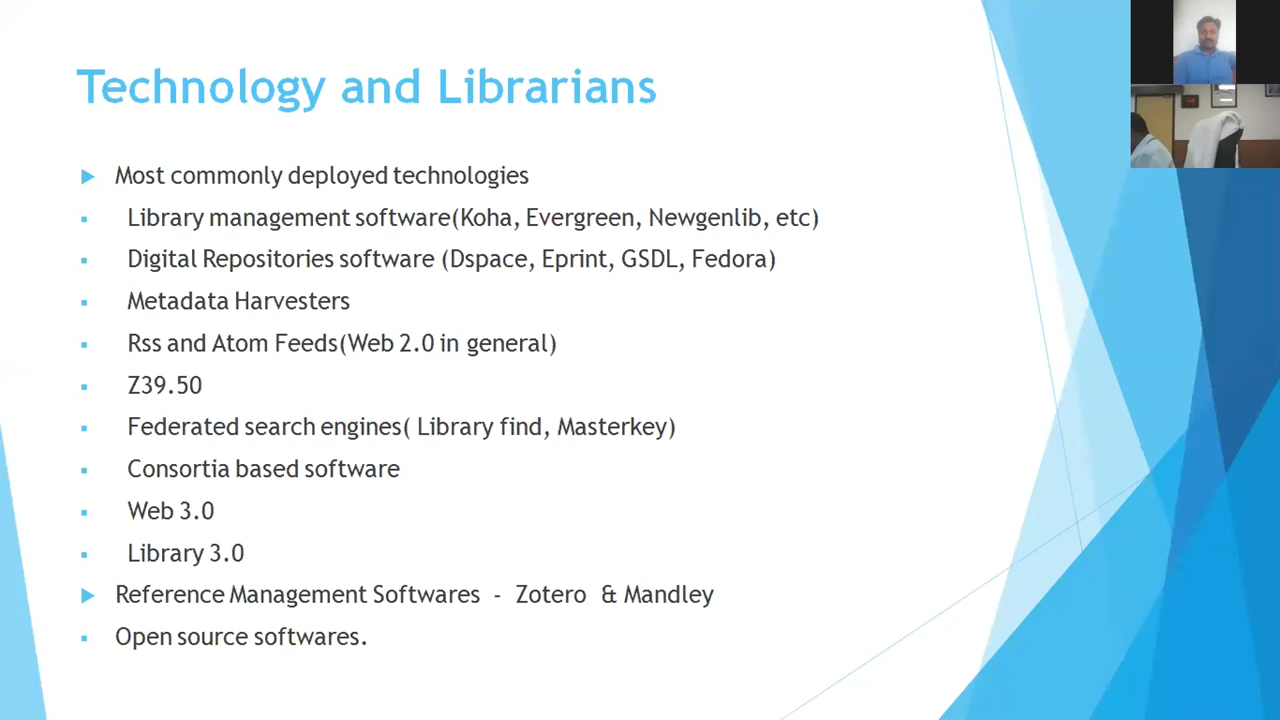 Technology and Librarians
Most commonly deployed technologies
Library management software(Koha, Evergreen, Newgenlib, etc)
Digital Repositories software (Dspace, Eprint, GSDL, Fedora)
Metadata Harvesters
Rss and Atom Feeds(Web 2.0 in general)
Z39.50
Federated search engines( Library find, Masterkey)
Consortia based software
Web 3.0
Library 3.0
Reference Management Softwares - Zotero & Mandley
Open source softwares.